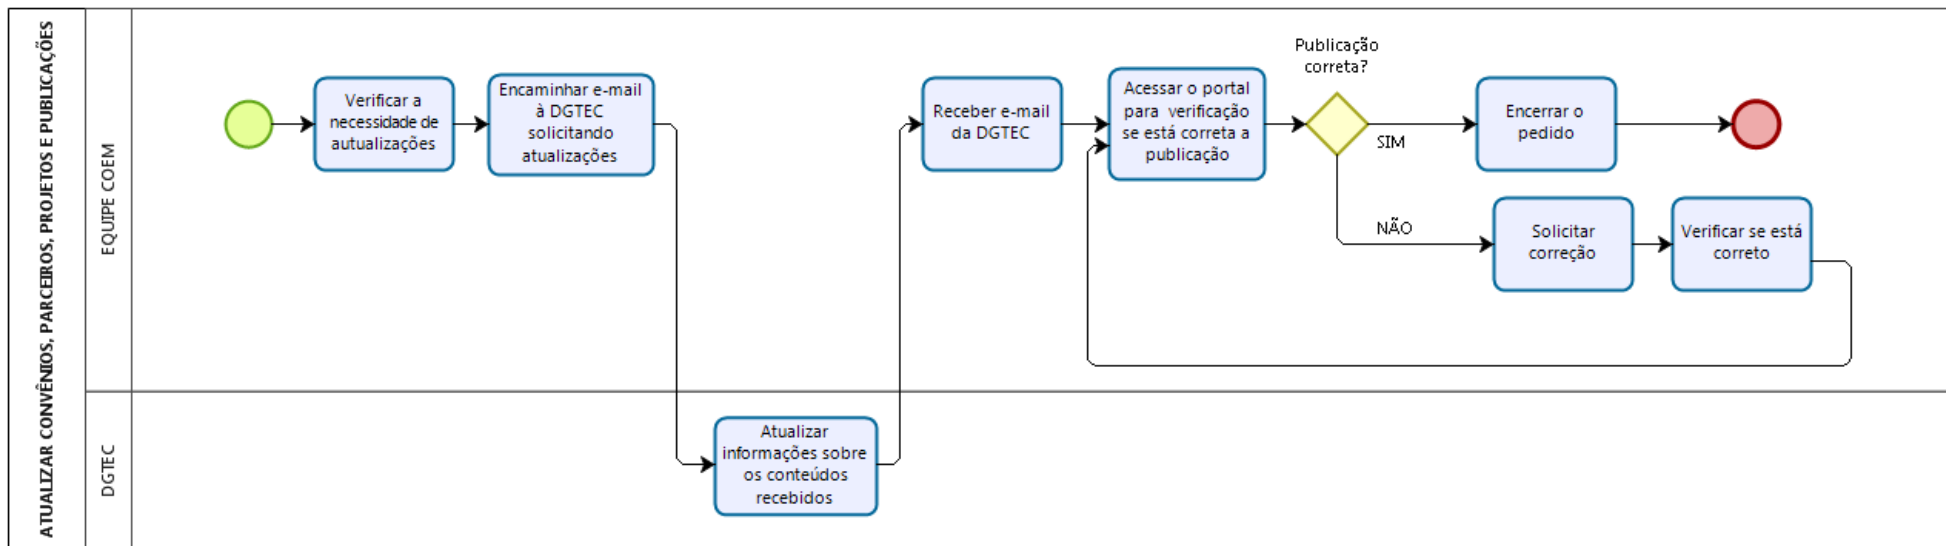 ATUALIZAR CONVÊNIOS, PARCEIROS, PROJETOS E PUBLICAÇÕES
EQUIPE COEM
Verificar a
necessidade de
autualizações
Encaminhar e-mail
à DGTEC
solicitando
atualizações
Receber e-mail
da DGTEC
Acessar o portal
para verificação
se está correta a
publicação
Publicação
correta?
SIM
Encerrar o
pedido
NÃO
Solicitar
correção
Verificar se está
correto
DGTEC
Atualizar
informações sobre
os conteúdos
recebidos